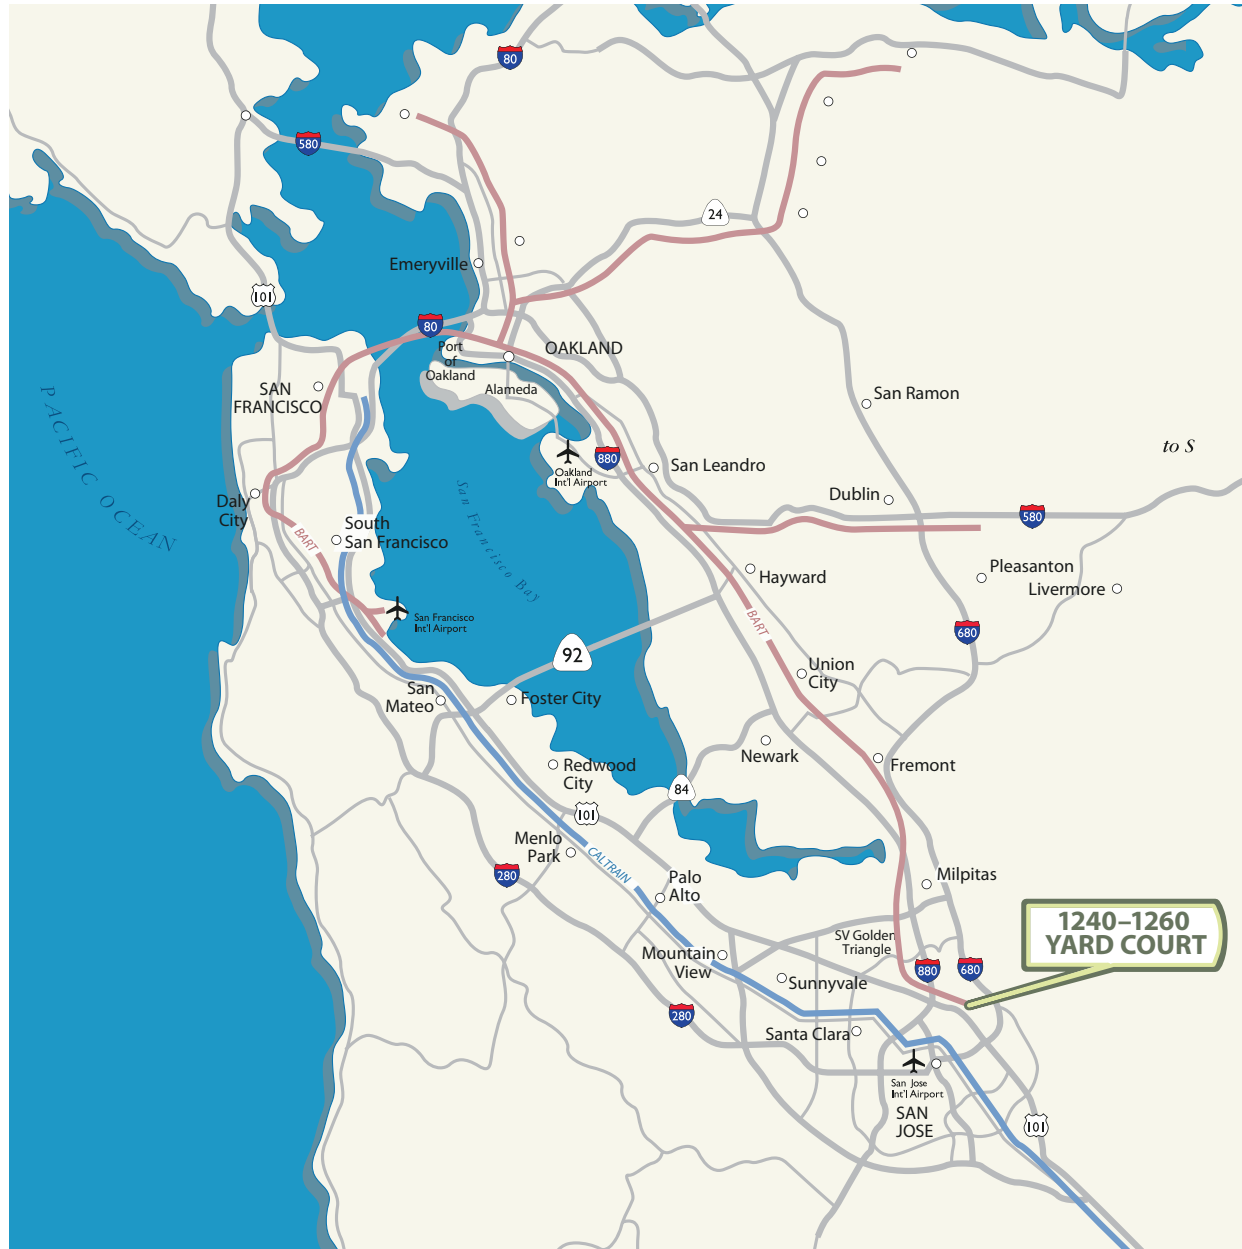 80
580
24
Emeryville
101
80
OAKLAND
Port
of
Oakland
Alameda
SAN
FRANCISCO
San Ramon
PACIFIC OCEAN
to S
880
San Leandro
Oakland
Int'l Airport
San Francisco Bay
Dublin
Daly
City
580
South
San Francisco
BART
Hayward
Pleasanton
Livermore
San Francisco
Int'l Airport
BART
680
92
Union
City
San
Mateo
Foster City
Newark
Redwood
City
Fremont
84
101
Menlo
Park
CALTRAIN
280
Palo
Alto
Milpitas
1240–1260
YARD COURT
SV Golden
Triangle
Mountain
View
880
680
Sunnyvale
280
Santa Clara
San Jose
Int'l Airport
SAN
JOSE
101